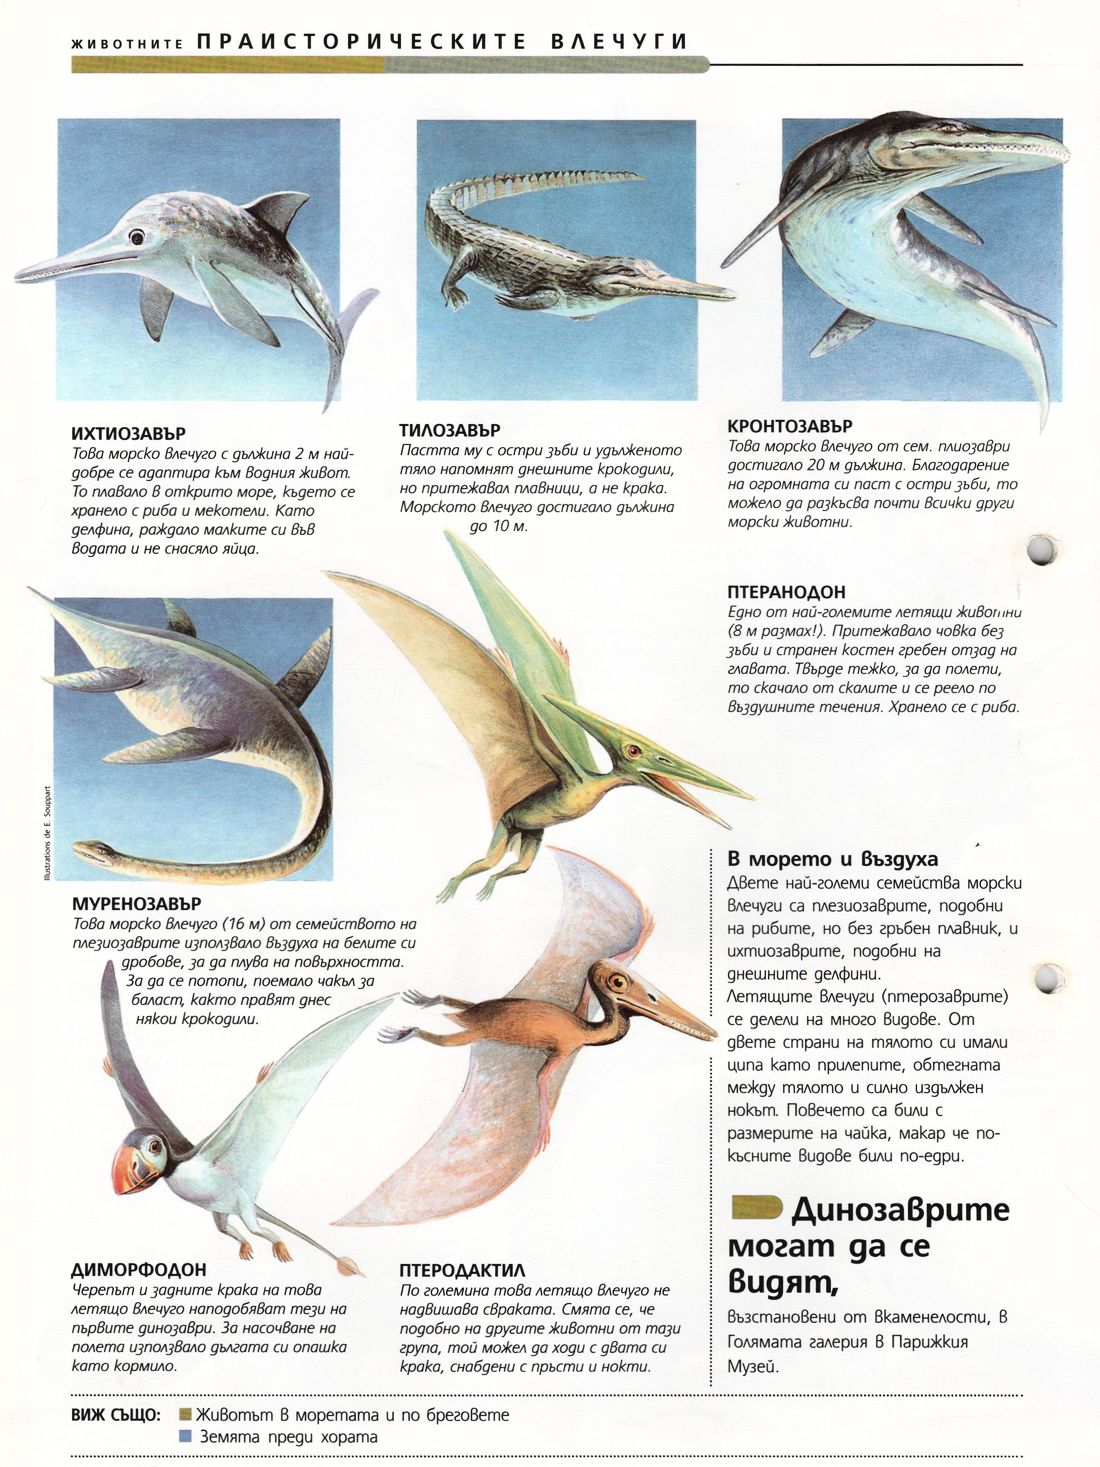 ЖИВОТНИТЕ ПРАИСТОРИЧЕСКИТЕ ВЛЕЧУГИ
ИХТИОЗАВЪР
Това морско влечуго с дължина 2 м най-
добре се адаптира към водния живот.
То плавало в открито море, където се
хранело с риба и мекотели. Като
делфина, раждало малките си във
водата и не снасяло яйца.
ТИЛОЗАВЪР
Пастта му с остри зъби и удълженото
тяло напомнят днешните крокодили,
но притежавал плавници, а не крака.
Морското влечуго достигало дължина
до 10 м.
КРОНТОЗАВЪР
Това морско влечуго от сем. плиозаври
достигало 20 м дължина. Благодарение
на огромната си паст с остри зъби, то
можело да разкъсва почти всички други
морски животни.
ПТЕРАНОДОН
Едно от най-големите летящи животни
(8 м размах!). Притежавало човка без
зъби и странен костен гребен отзад на
главата. Твърде тежко, за да полети,
то скачало от скалите и се реело по
въздушните течения. Хранело се с риба.
Illustrations de E. Souppart
МУРЕНОЗАВЪР
Това морско влечуго (16 м) от семейството на
плезиозаврите използвало въздуха на белите си
дробове, за да плува на повърхността.
За да се потопи, поемало чакъл за
баласт, както правят днес
някои крокодили.
ДИМОРФОДОН
Черепът и задните крака на това
летящо влечуго наподобяват тези на
първите динозаври. За насочване на
полета използвало дългата си опашка
като кормило.
ПТЕРОДАКТИЛ
По големина това летящо влечуго не
надвишава свраката. Смята се, че
подобно на другите животни от тази
група, той можел да ходи с двата си
крака, снабдени с пръсти и нокти.
В морето и въздуха
Двете най-големи семейства морски
влечуги са плезиозаврите, подобни
на рибите, но без гръбен плавник, и
ихтиозаврите, подобни на
днешните делфини.
Летящите влечуги (птерозаврите)
се делели на много видове. От
двете страни на тялото си имали
ципа като прилепите, обтегната
между тялото и силно издължен
нокът. Повечето са били с
размерите на чайка, макар че по-
късните видове били по-едри.
Динозаврите
могат да се
видят,
възстановени от вкаменелости, в
Голямата галерия в Парижкия
Музей.
ВИЖ СЪЩО: Животът в моретата и по бреговете
Земята преди хората